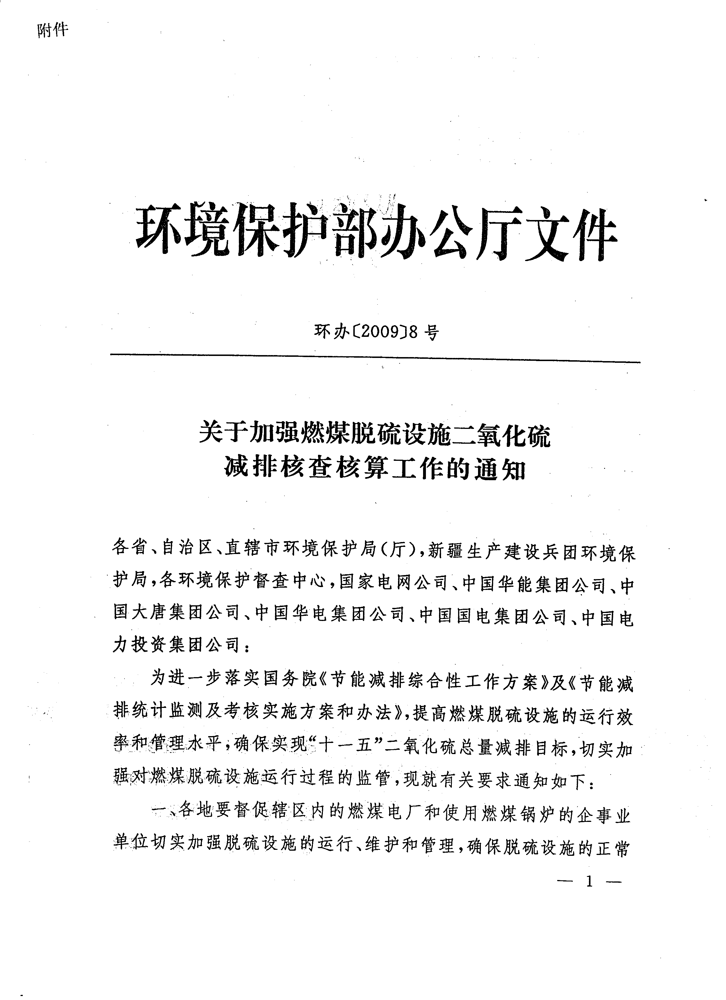 附件
环境保护部办公厅文件
环办〔2009〕8号
关于加强燃煤脱硫设施二氧化硫
减排核查核算工作的通知
各省、自治区、直辖市环境保护局(厅),新疆生产建设兵团环境保
护局,各环境保护督查中心,国家电网公司、中国华能集团公司、中
国大唐集团公司、中国华电集团公司、中国国电集团公司、中国电
力投资集团公司:
为进一步落实国务院《节能减排综合性工作方案》及《节能减
排统计监测及考核实施方案和办法》,提高燃煤脱硫设施的运行效
率和管理水平,确保实现“十一五”二氧化硫总量减排目标,切实加
强对燃煤脱硫设施运行过程的监管,现就有关要求通知如下:
一、各地要督促辖区内的燃煤电厂和使用燃煤锅炉的企事业
单位切实加强脱硫设施的运行、维护和管理,确保脱硫设施的正常
— 1 —